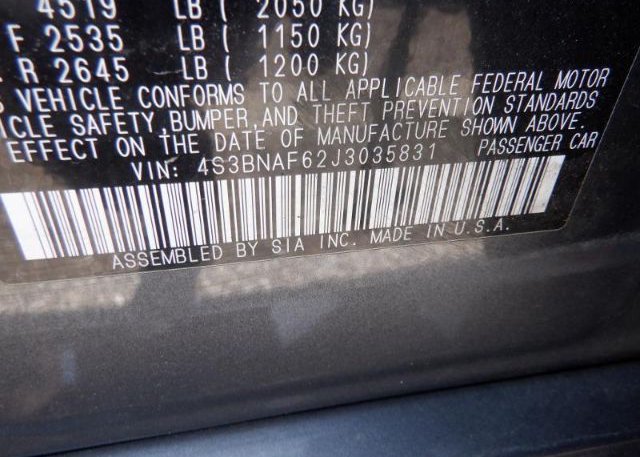 4519 LB ( 2050 KG)
F 2535 LB ( 1150 KG)
R 2645 LB ( 1200 KG)
VEHICLE CONFORMS TO ALL APPLICABLE FEDERAL MOTOR
ICLE SAFETY, BUMPER, AND THEFT PREVENTION STANDARDS
EFFECT ON THE DATE OF MANUFACTURE SHOWN ABOVE.
VIN: 4S3BNAF62J3035831 PASSENGER CAR
ASSEMBLED BY SIA INC. MADE IN U.S.A.